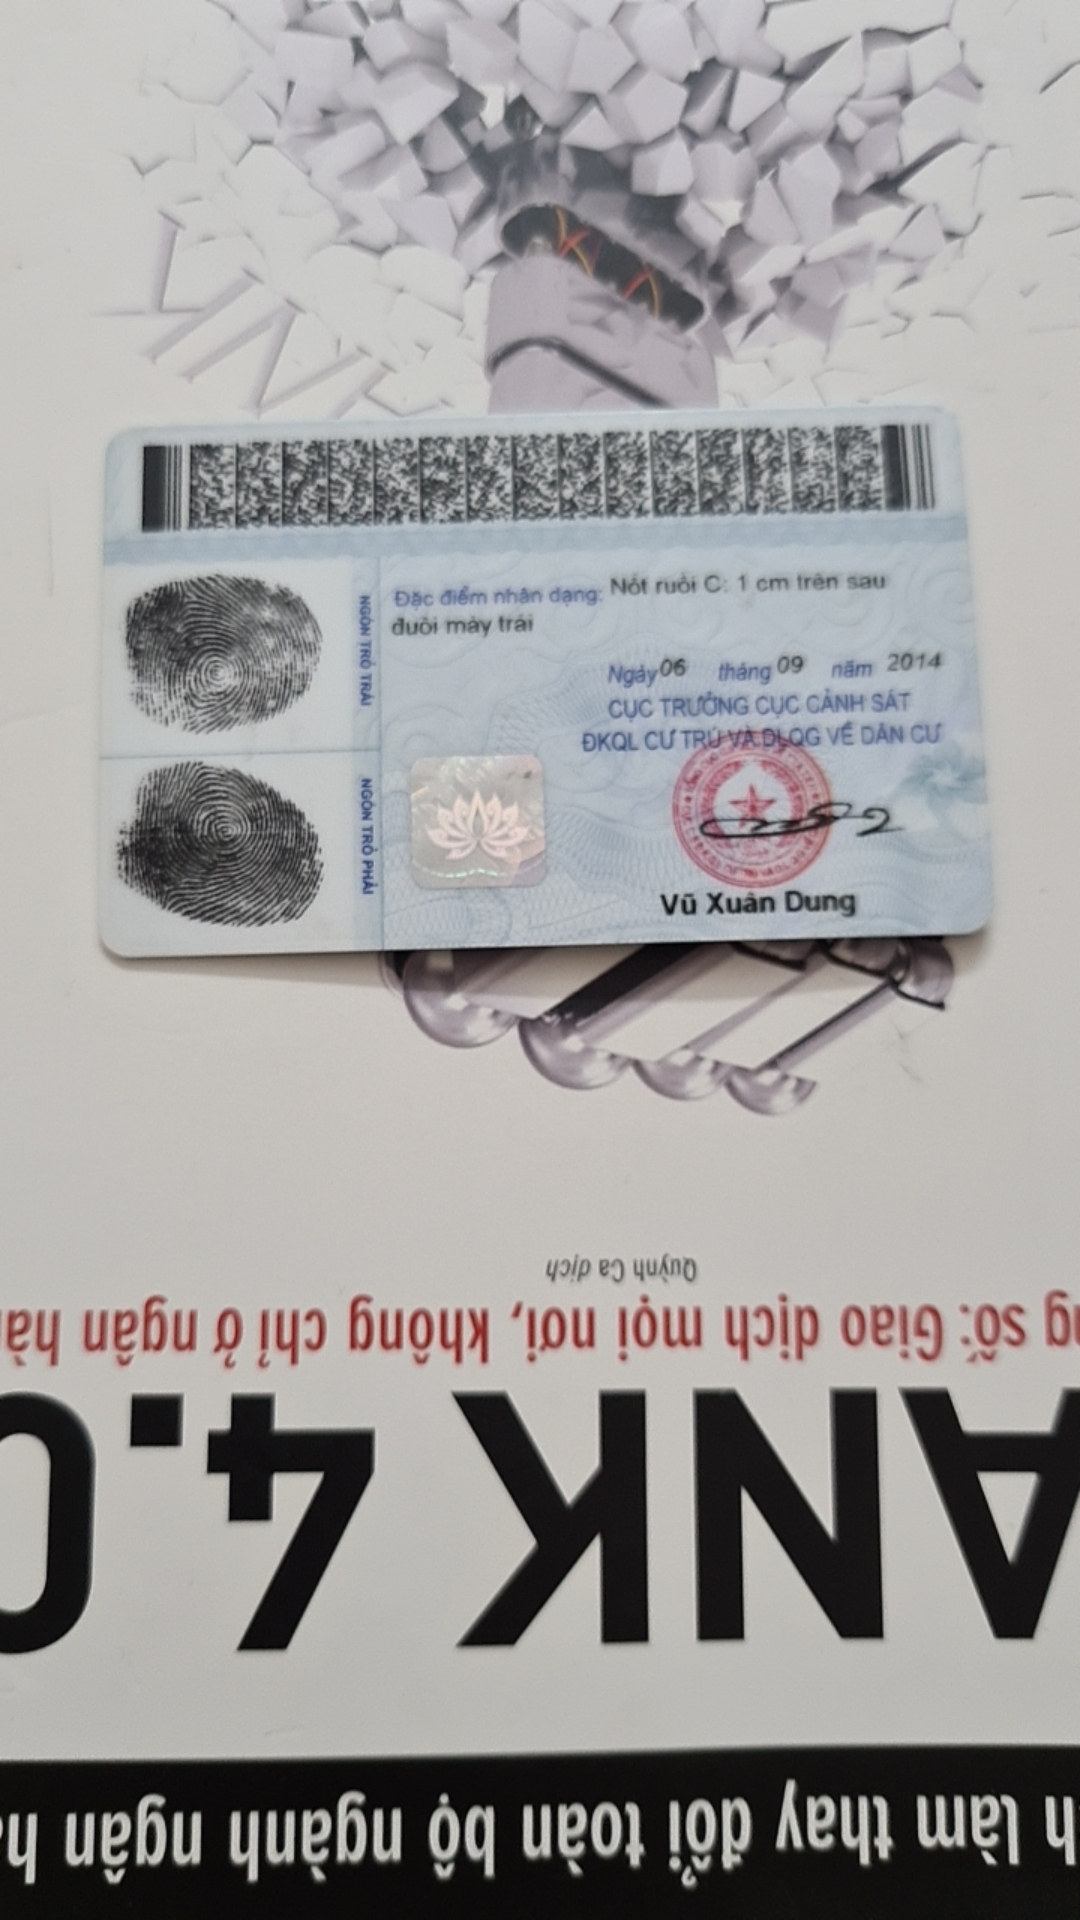 Đặc điểm nhân dạng: Nốt ruồi C: 1 cm trên sau
đuôi mày trái
Ngày 06 tháng 09 năm 2014
CỤC TRƯỞNG CỤC CẢNH SÁT
ĐKQL CƯ TRÚ VÀ DLQG VỀ DÂN CƯ
Vũ Xuân Dung
NGÓN TRỎ TRÁI
NGÓN TRỎ PHẢI
h làm thay đổi toàn bộ ngành ngân h
ANK 4.0
ng số: Giao dịch mọi nơi, không chỉ ở ngân hàn
Quỳnh Ca dịch